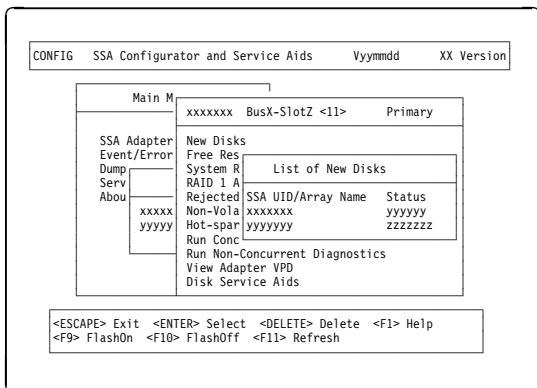 CONFIG SSA Configurator and Service Aids Vyymmdd XX Version
Main M
xxxxxxx BusX-SlotZ <11> Primary
SSA Adapter New Disks
Event/Error Free Res
Dump System R List of New Disks
Serv RAID 1 A
Abou Rejected SSA UID/Array Name Status
xxxxx Non-Vola xxxxxxx yyyyyy
yyyyy Hot-spar yyyyyyy zzzzzzz
Run Conc
Run Non-Concurrent Diagnostics
View Adapter VPD
Disk Service Aids
<ESCAPE> Exit <ENTER> Select <DELETE> Delete <F1> Help
<F9> FlashOn <F10> FlashOff <F11> Refresh